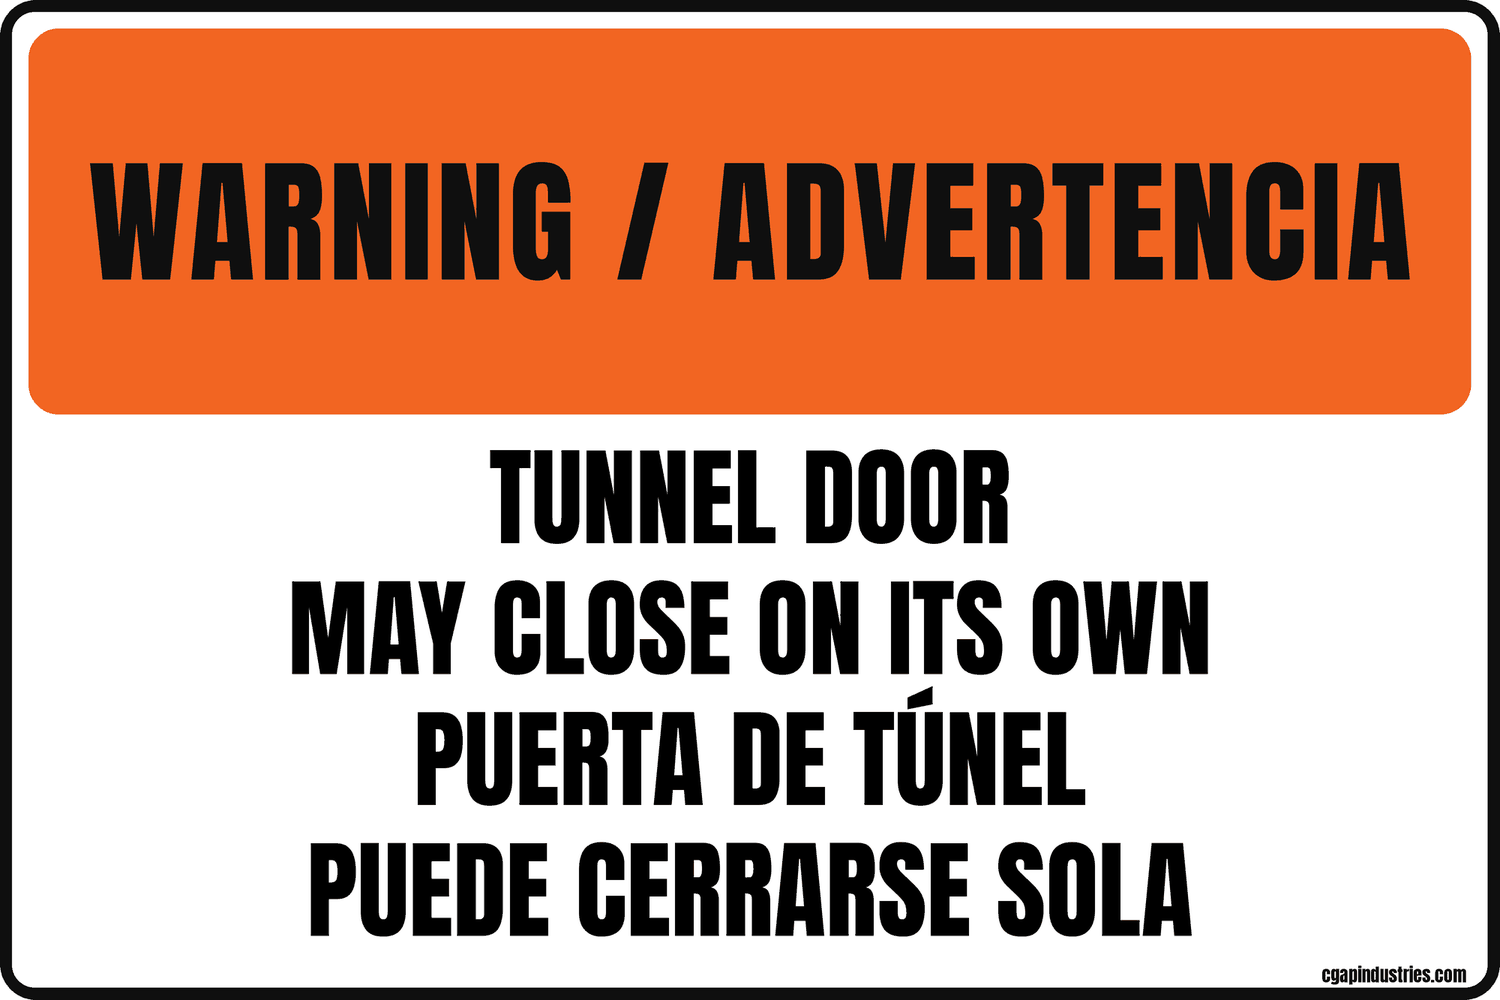 WARNING / ADVERTENCIA
TUNNEL DOOR
MAY CLOSE ON ITS OWN
PUERTA DE TÚNEL
PUEDE CERRARSE SOLA
cgapindustries.com